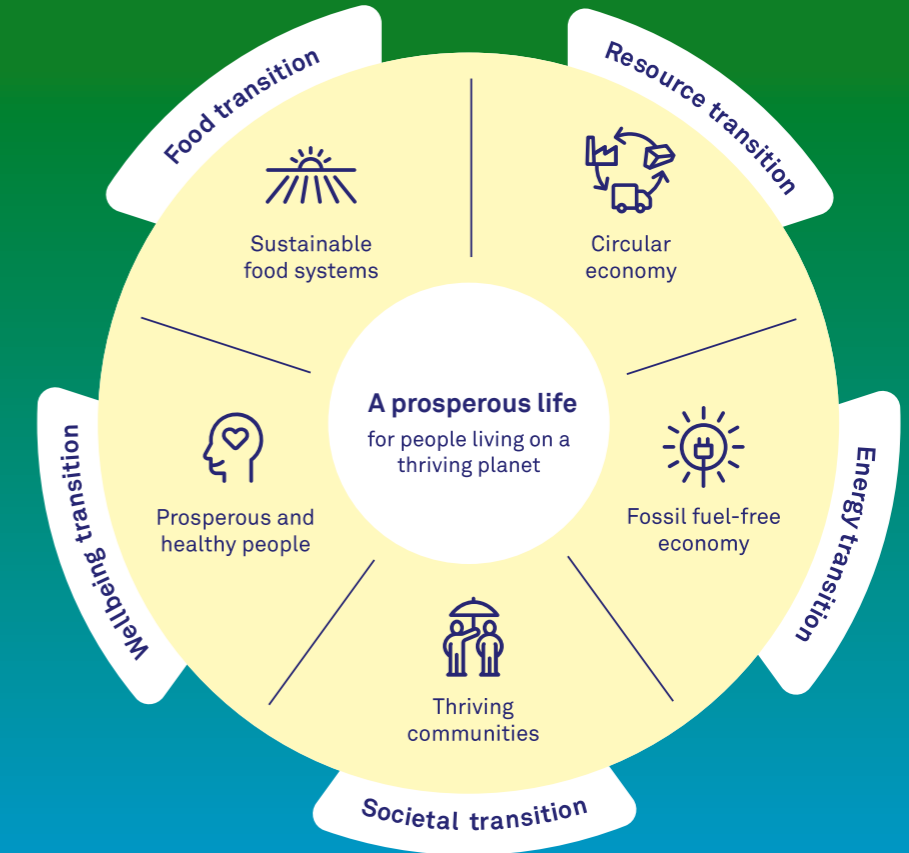 Food transition
Resource transition
Sustainable
food systems
Circular
economy
A prosperous life
for people living on a
thriving planet
Prosperous and
healthy people
Fossil fuel-free
economy
Wellbeing transition
Energy transition
Thriving
communities
Societal transition